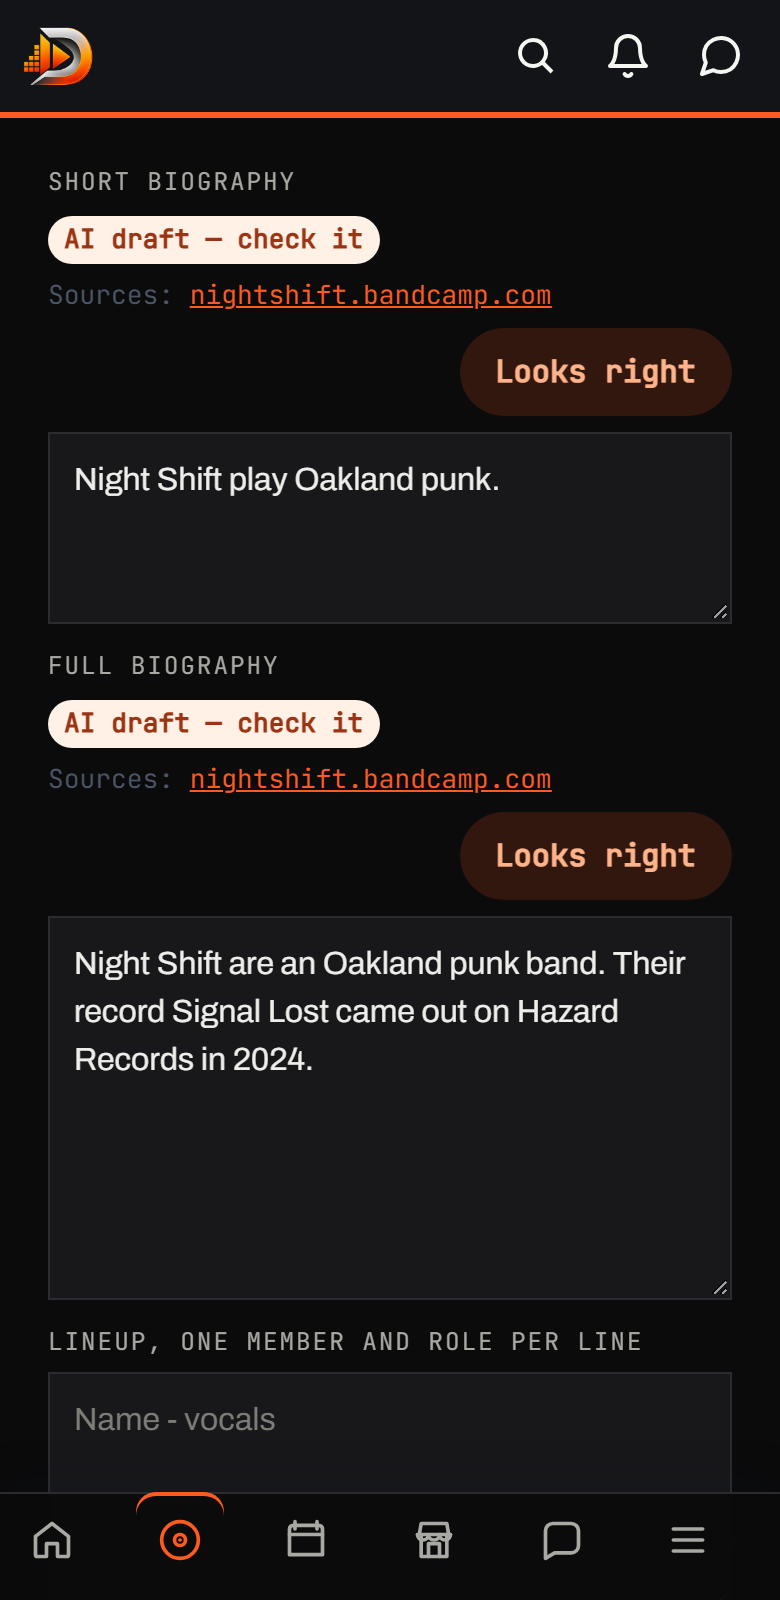 SHORT BIOGRAPHY
AI draft – check it
Sources: nightshift.bandcamp.com
Looks right
Night Shift play Oakland punk.
FULL BIOGRAPHY
AI draft – check it
Sources: nightshift.bandcamp.com
Looks right
Night Shift are an Oakland punk band. Their
record Signal Lost came out on Hazard
Records in 2024.
LINEUP, ONE MEMBER AND ROLE PER LINE
Name - vocals